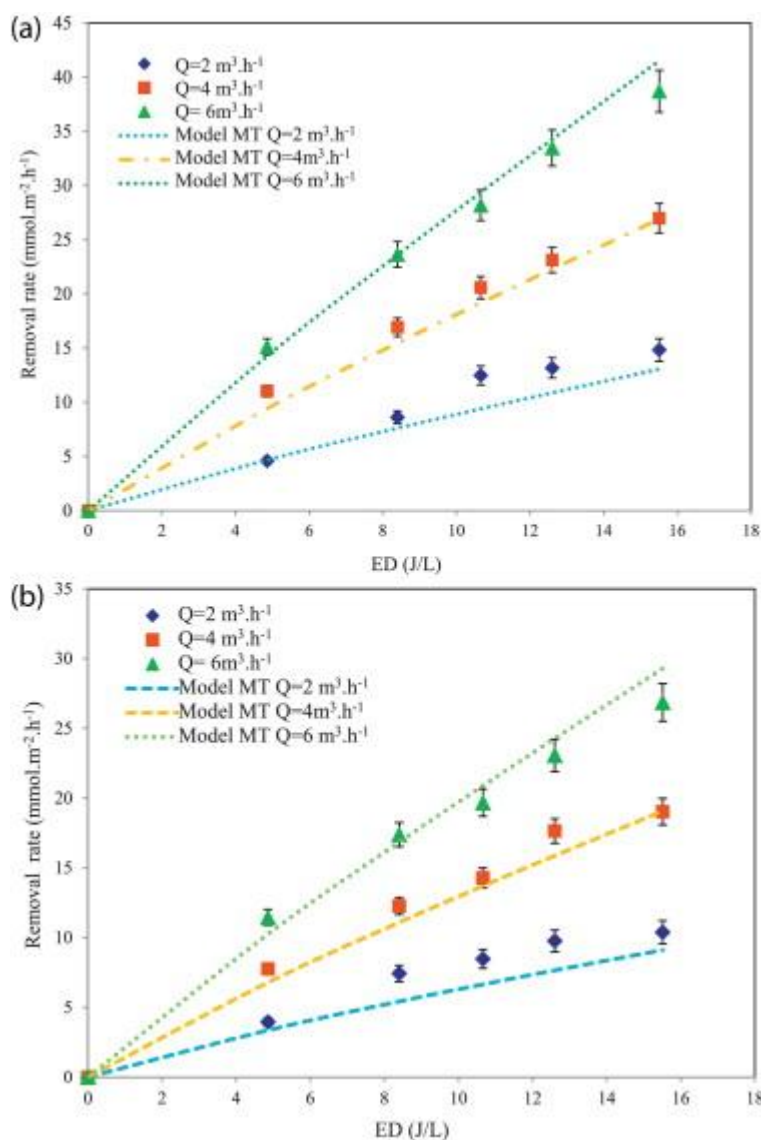 (a)
45
40
35
30
25
20
15
10
5
0
Removal rate (mmol.m⁻².h⁻¹)
Q=2 m³.h⁻¹
Q=4 m³.h⁻¹
Q= 6m³.h⁻¹
Model MT Q=2 m³.h⁻¹
Model MT Q=4m³.h⁻¹
Model MT Q=6 m³.h⁻¹
0 2 4 6 8 10 12 14 16 18
ED (J/L)
(b)
35
30
25
20
15
10
5
0
Removal rate (mmol.m⁻².h⁻¹)
Q=2 m³.h⁻¹
Q=4 m³.h⁻¹
Q= 6m³.h⁻¹
Model MT Q=2 m³.h⁻¹
Model MT Q=4m³.h⁻¹
Model MT Q=6 m³.h⁻¹
0 2 4 6 8 10 12 14 16 18
ED (J/L)